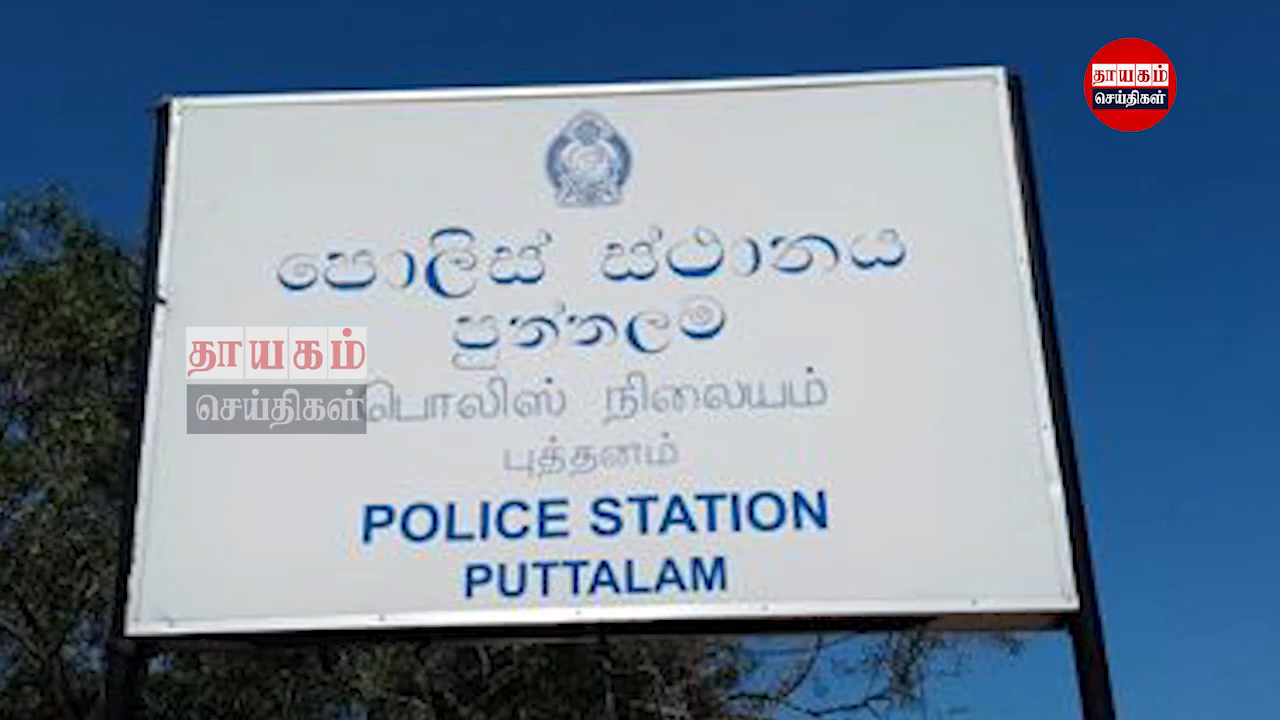 தாயகம்
செய்திகள்
පොලිස් ස්ථානය
පුත්තලම
தாயகம்
செய்திகள்
பொலிஸ் நிலையம்
புத்தளம்
POLICE STATION
PUTTALAM